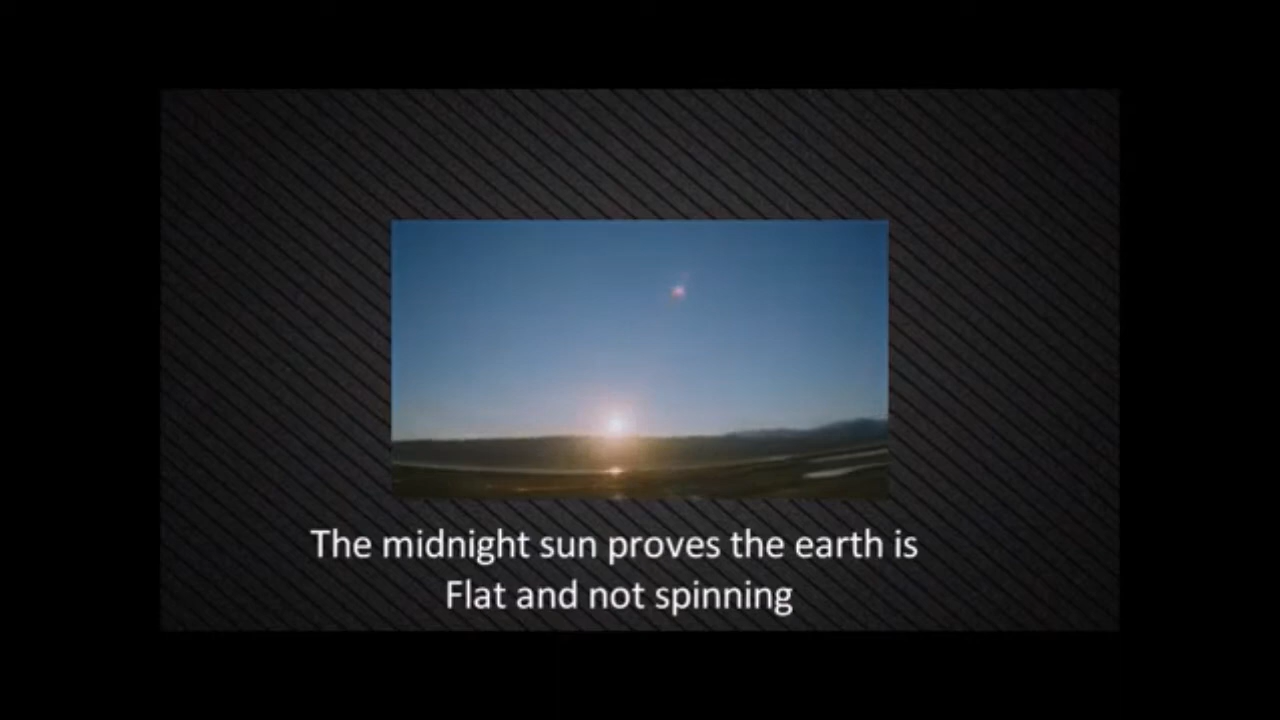 The midnight sun proves the earth is
Flat and not spinning